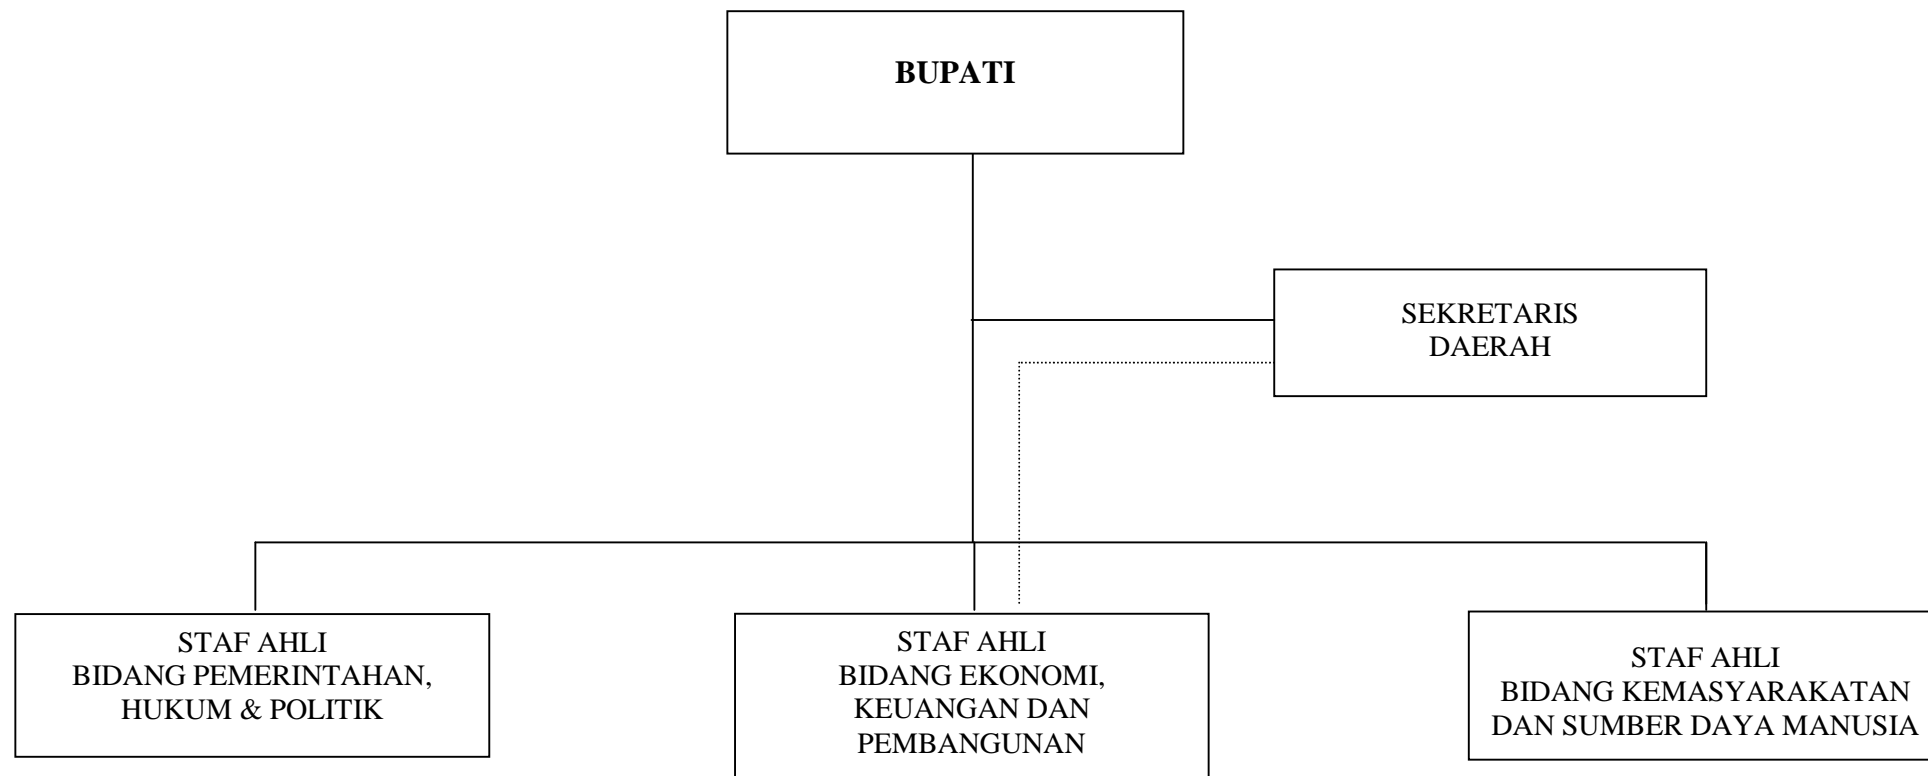 BUPATI
SEKRETARIS
DAERAH
STAF AHLI
BIDANG PEMERINTAHAN,
HUKUM & POLITIK
STAF AHLI
BIDANG EKONOMI,
KEUANGAN DAN
PEMBANGUNAN
STAF AHLI
BIDANG KEMASYARAKATAN
DAN SUMBER DAYA MANUSIA